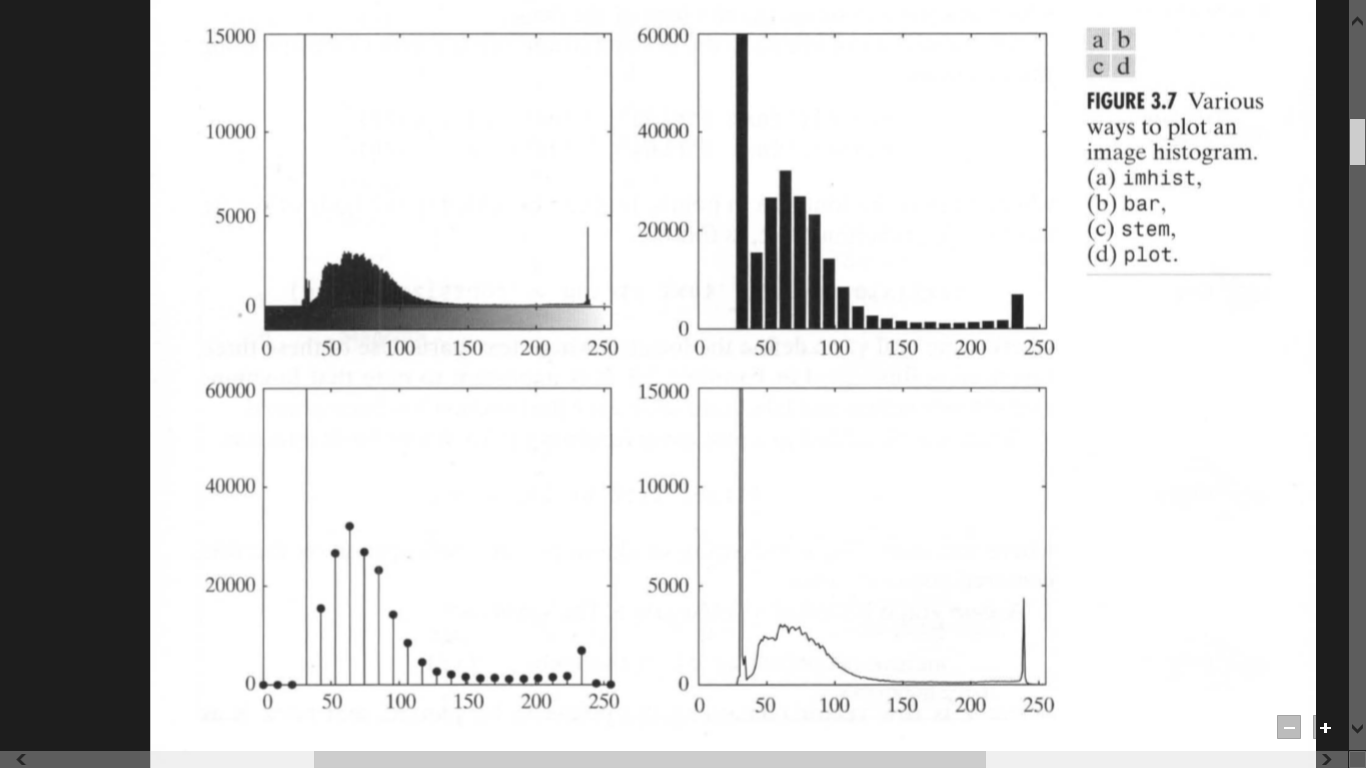 15000
10000
5000
0
0 50 100 150 200 250
60000
40000
20000
0
0 50 100 150 200 250
60000
40000
20000
0
0 50 100 150 200 255
15000
10000
5000
0
0 50 100 150 200 250
a b
c d
FIGURE 3.7 Various
ways to plot an
image histogram.
(a) imhist,
(b) bar,
(c) stem,
(d) plot.